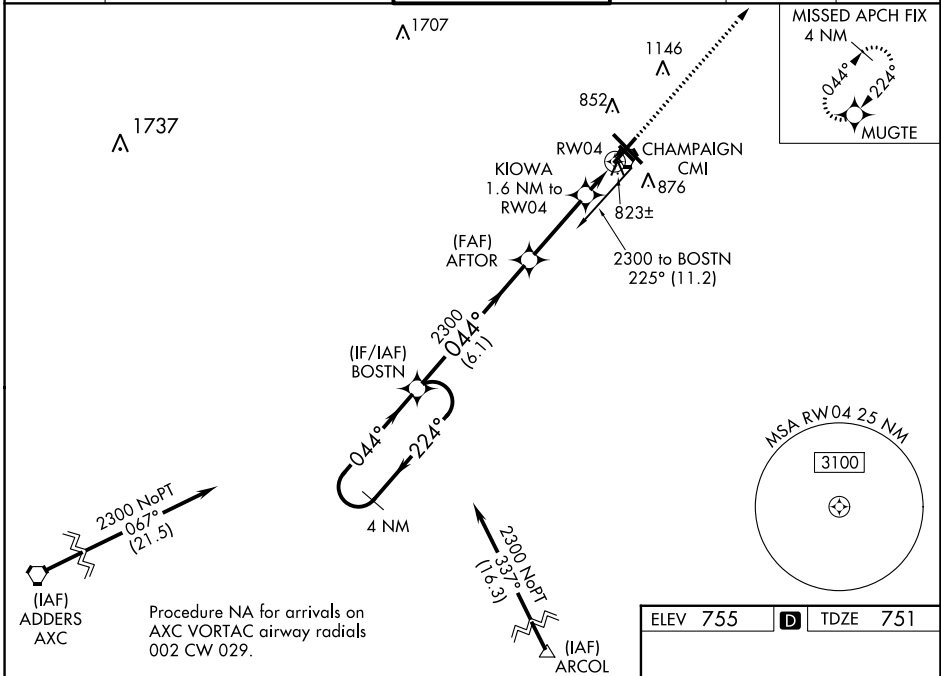 1707
1737
1146
852
MISSED APCH FIX
4 NM
044°
224°
MUGTE
RW04
CHAMPAIGN
CMI
KIOWA
1.6 NM to
RW04
876
823±
2300 to BOSTN
225° (11.2)
(FAF)
AFTOR
2300
044°
(6.1)
(IF/IAF)
BOSTN
044°
224°
4 NM
MSA RW04 25 NM
3100
2300 NoPT
067°
(21.5)
(IAF)
ADDERS
AXC
2300 NoPT
337°
(16.3)
(IAF)
ARCOL
Procedure NA for arrivals on
AXC VORTAC airway radials
002 CW 029.
ELEV 755 D TDZE 751